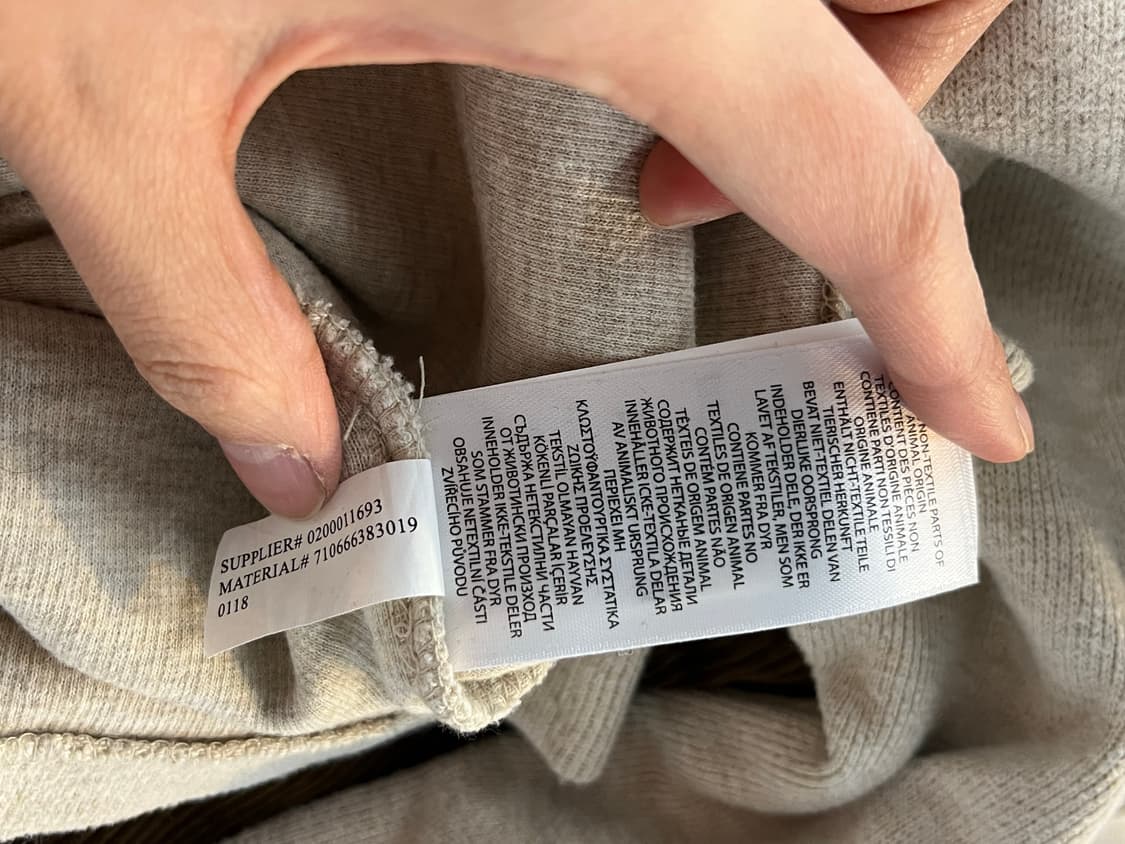 SUPPLIER# 0200011693
MATERIAL# 710666383019
0118
NON-TEXTILE PARTS OF
ANIMAL ORIGIN
CONTIENT DES PIÈCES NON
TEXTILES D'ORIGINE ANIMALE
CONTIENE PARTI NON TESSILI DI
ORIGINE ANIMALE
ENTHÄLT NICHT-TEXTILE TEILE
TIERISCHER HERKUNFT
BEVAT NIET-TEXTIEL DELEN VAN
DIERLIJKE OORSPRONG
INDEHOLDER DELE, DER IKKE ER
LAVET AF TEKSTILER, MEN SOM
KOMMER FRA DYR
CONTIENE PARTES NO
TEXTILES DE ORIGEN ANIMAL
CONTÉM PARTES NÃO
TÊXTEIS DE ORIGEM ANIMAL
СОДЕРЖИТ НЕТКАНЫЕ ДЕТАЛИ
ЖИВОТНОГО ПРОИСХОЖДЕНИЯ
INNEHÅLLER ICKE-TEXTILA DELAR
AV ANIMALISKT URSPRUNG
ΠΕΡΙΕΧΕΙ ΜΗ
ΚΛΩΣΤΟΫΦΑΝΤΟΥΡΓΙΚΑ ΣΥΣΤΑΤΙΚΑ
ΖΩΙΚΗΣ ΠΡΟΕΛΕΥΣΗΣ
TEKSTİL OLMAYAN HAYVAN
KÖKENLİ PARÇALAR İÇERİR
СЪДЪРЖА НЕТЕКСТИЛНИ ЧАСТИ
ОТ ЖИВОТИНСКИ ПРОИЗХОД
INNEHOLDER IKKE-TEKSTILE DELER
SOM STAMMER FRA DYR
OBSAHUJE NETEXTILNÍ ČÁSTI
ZVÍŘECÍHO PŮVODU